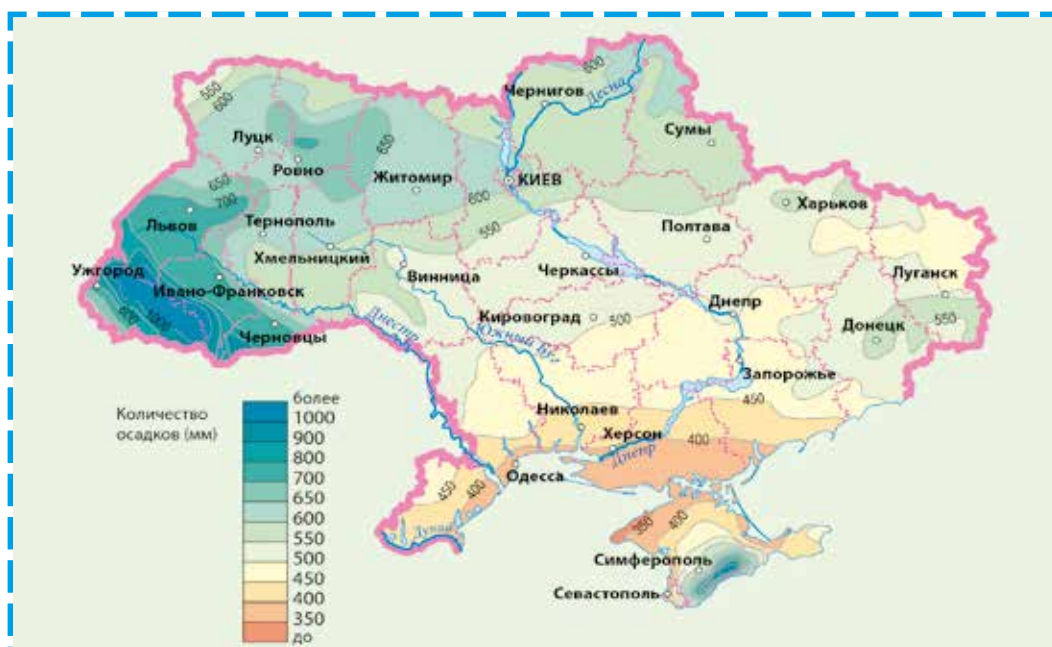 600
Чернигов
Десна
550
600
Сумы
Луцк
650
Ровно
Житомир
КИЕВ
650
600
Харьков
700
Львов
Тернополь
550
Полтава
Хмельницкий
Ужгород
Винница
Черкассы
Луганск
Ивано-Франковск
600
1000
Днепр
Кировоград
500
550
Черновцы
Днестр
Южный Буг
Донецк
Запорожье
450
Количество
осадков (мм)
более
1000
900
800
700
650
600
550
500
450
400
350
до
Николаев
Херсон
400
Днепр
Одесса
450
400
Дунай
350
400
Симферополь
Севастополь